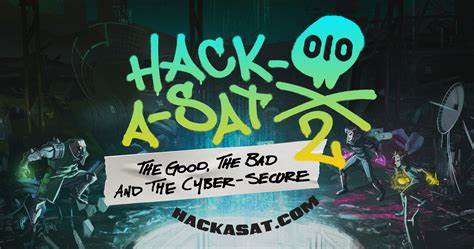 HACK-
010
A-SAT
2
THE GOOD, THE BAD
AND THE CYBER-SECURE
HACKASAT.COM